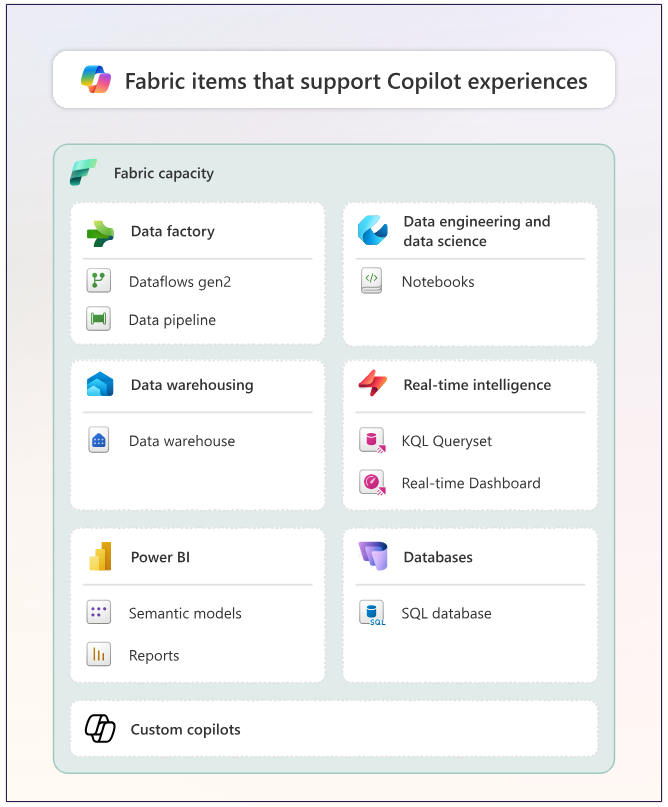 Fabric items that support Copilot experiences
Fabric capacity
Data factory
Dataflows gen2
Data pipeline
Data engineering and
data science
Notebooks
Data warehousing
Data warehouse
Real-time intelligence
KQL Queryset
Real-time Dashboard
Power BI
Semantic models
Reports
Databases
SQL
SQL database
Custom copilots